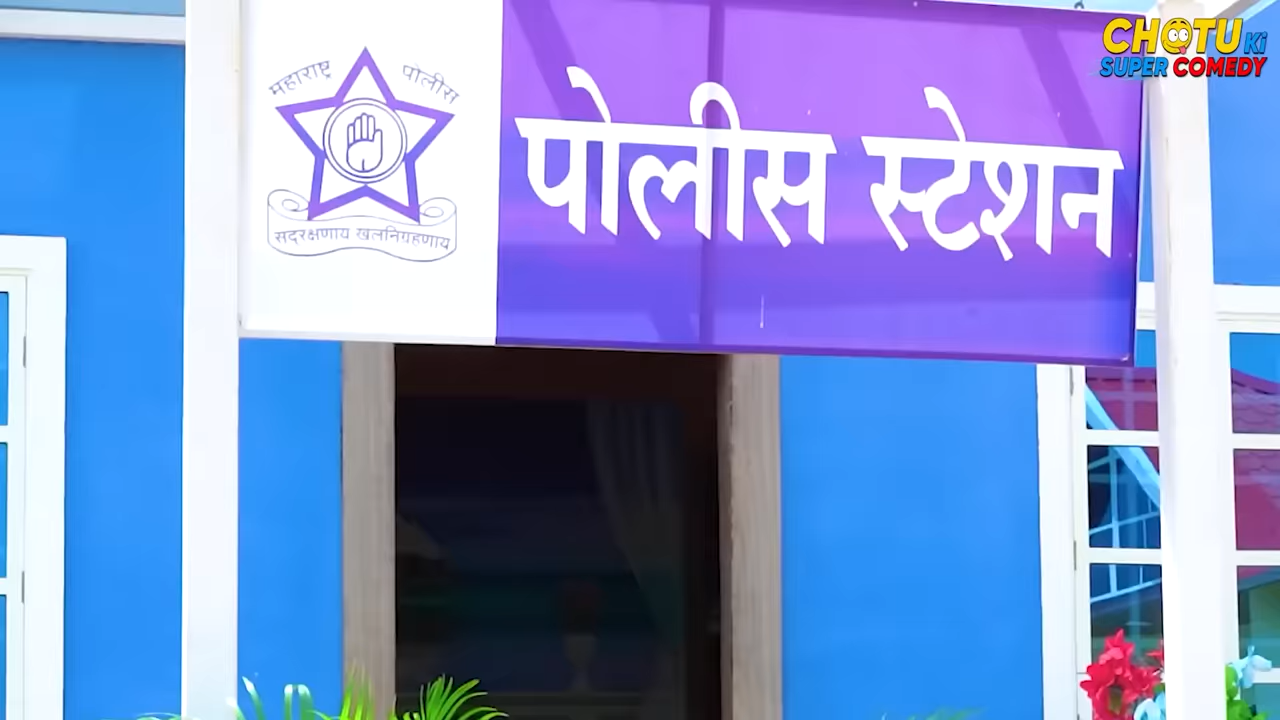 महाराष्ट्र पोलीस
सद्रक्षणाय खलनिग्रहणाय
पोलीस स्टेशन
CHOTU Ki
SUPER COMEDY